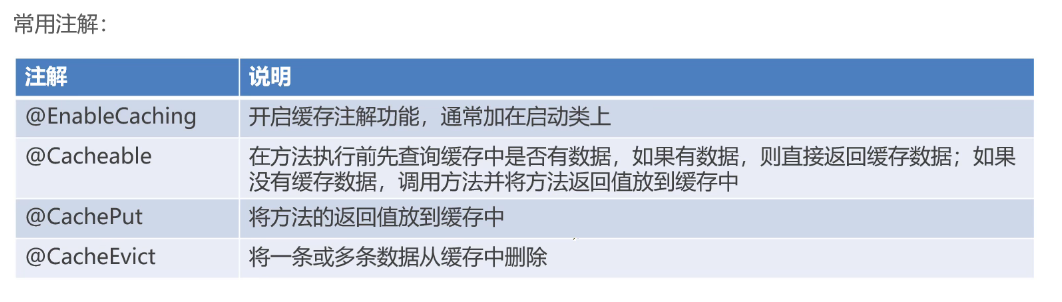 常用注解：
注解 说明
@EnableCaching 开启缓存注解功能，通常加在启动类上
@Cacheable 在方法执行前先查询缓存中是否有数据，如果有数据，则直接返回缓存数据；如果
没有缓存数据，调用方法并将方法返回值放到缓存中
@CachePut 将方法的返回值放到缓存中
@CacheEvict 将一条或多条数据从缓存中删除